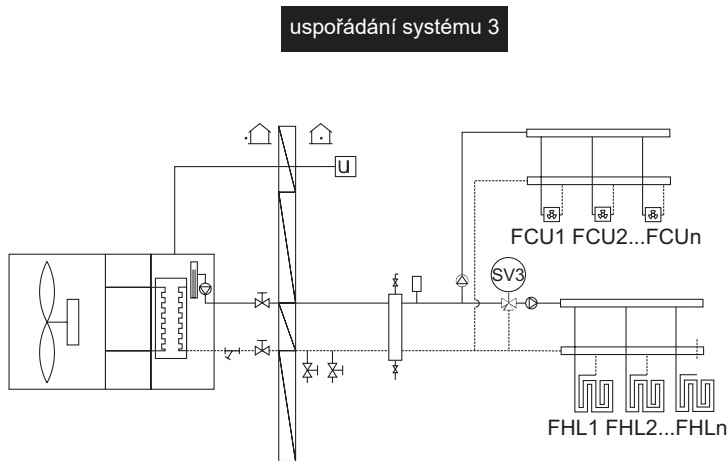 uspořádání systému 3
u
FCU1 FCU2...FCUn
SV3
FHL1 FHL2...FHLn